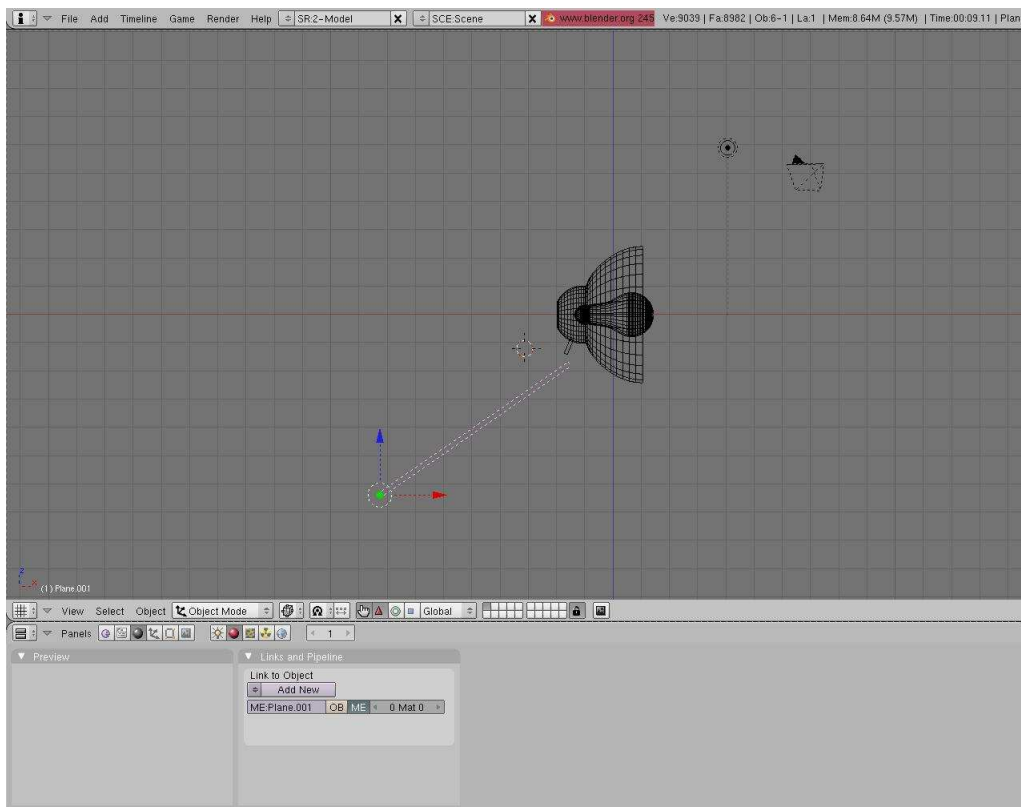 File Add Timeline Game Render Help SR:2-Model SCE:Scene www.blender.org 245 Ve:9039 | Fa:8982 | Ob:6-1 | La:1 | Mem:8.64M (9.57M) | Time:00:09.11 | Plan
z
x
(1) Plane.001
View Select Object Object Mode Global
Panels 1
Preview Links and Pipeline
Link to Object
Add New
ME:Plane.001 OB ME 0 Mat 0